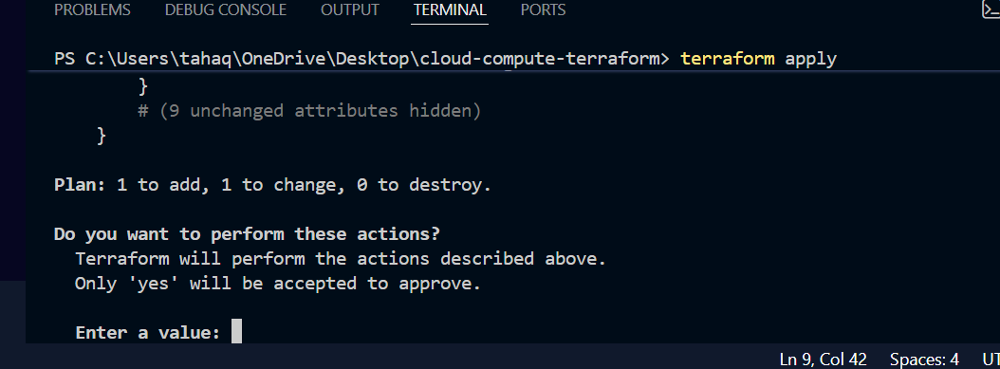 PROBLEMS DEBUG CONSOLE OUTPUT TERMINAL PORTS
PS C:\Users\tahaq\OneDrive\Desktop\cloud-compute-terraform> terraform apply
}
# (9 unchanged attributes hidden)
}
Plan: 1 to add, 1 to change, 0 to destroy.
Do you want to perform these actions?
Terraform will perform the actions described above.
Only 'yes' will be accepted to approve.
Enter a value:
Ln 9, Col 42 Spaces: 4